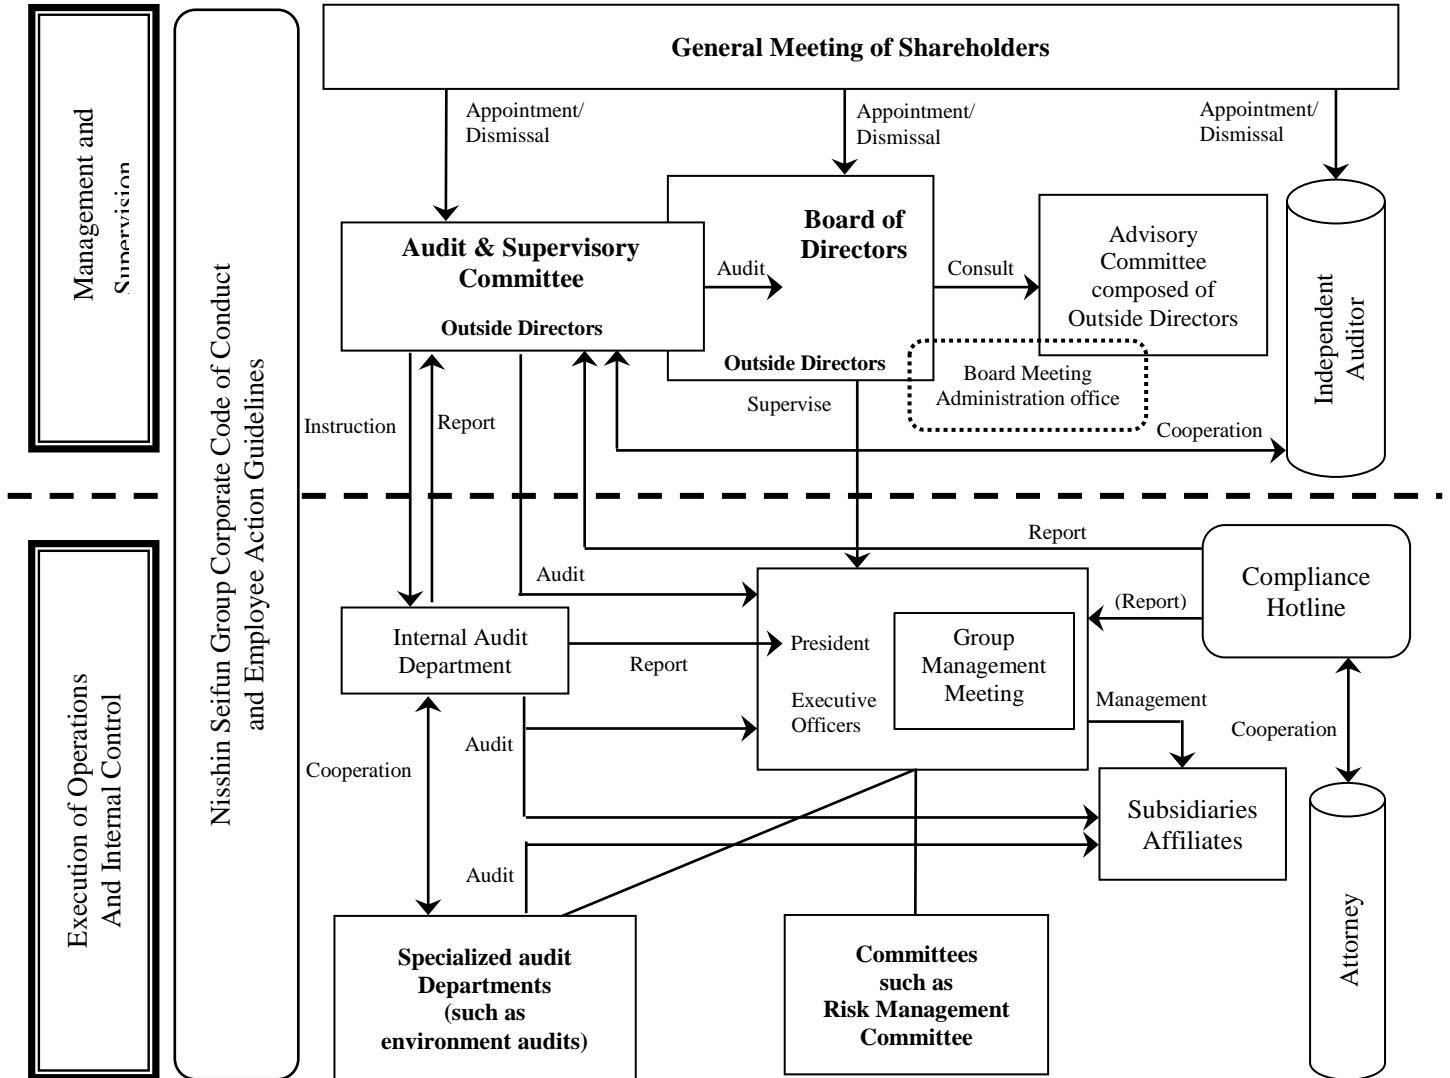 General Meeting of Shareholders
Management and
Supervision
Nisshin Seifun Group Corporate Code of Conduct
and Employee Action Guidelines
Appointment/
Dismissal
Appointment/
Dismissal
Appointment/
Dismissal
Audit & Supervisory
Committee
Outside Directors
Audit
Board of
Directors
Outside Directors
Consult
Advisory
Committee
composed of
Outside Directors
Board Meeting
Administration office
Independent
Auditor
Instruction
Report
Supervise
Cooperation
Execution of Operations
And Internal Control
Report
Audit
Compliance
Hotline
(Report)
Internal Audit
Department
Report
President
Executive
Officers
Group
Management
Meeting
Management
Cooperation
Audit
Cooperation
Subsidiaries
Affiliates
Audit
Attorney
Specialized audit
Departments
(such as
environment audits)
Committees
such as
Risk Management
Committee